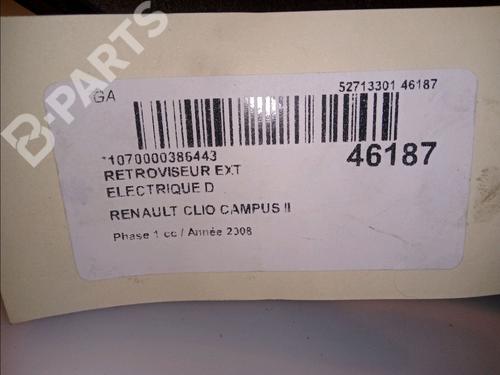 GA
52713301 46187
*1070000386443
46187
RETROVISEUR EXT
ELECTRIQUE D
RENAULT CLIO CAMPUS II
Phase 1 cc / Année 2008
B-PARTS